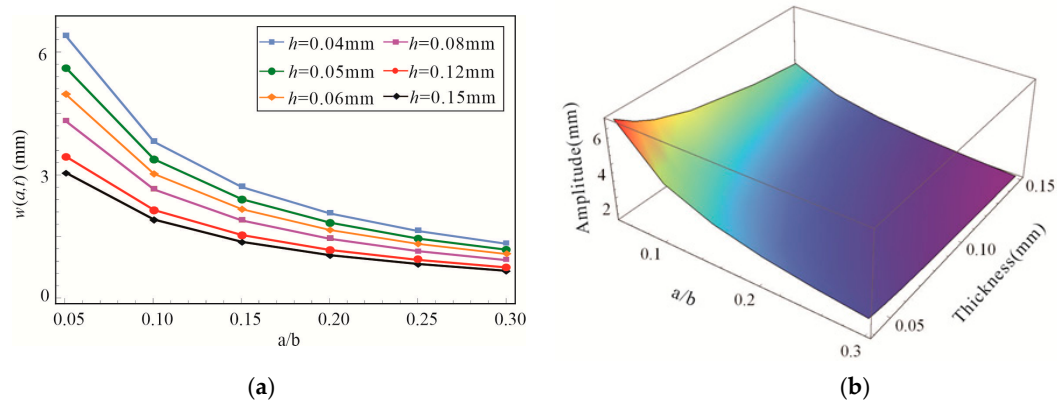 6
3
0
w(a,t) (mm)
h=0.04mm h=0.08mm
h=0.05mm h=0.12mm
h=0.06mm h=0.15mm
0.05 0.10 0.15 0.20 0.25 0.30
a/b
(a)
6
4
2
Amplitude(mm)
0.1
0.2
0.3
a/b
0.05
0.10
0.15
Thickness(mm)
(b)